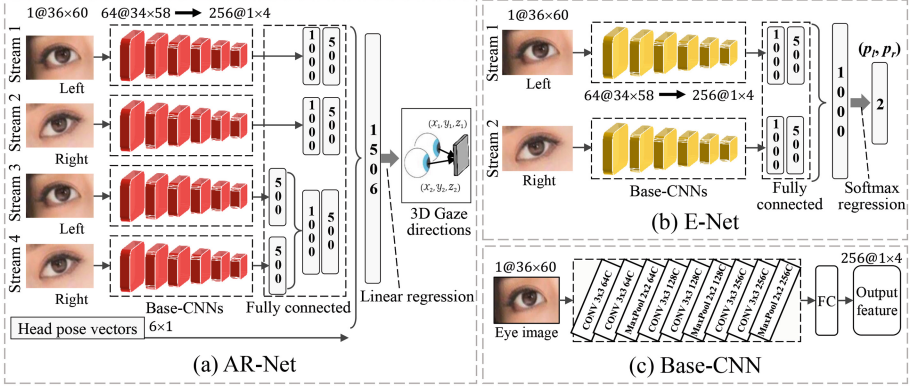 1@36×60
64@34×58 → 256@1×4
Stream 1
Left
1000
500
Stream 2
Right
1000
500
Stream 3
Left
500
1000
500
Stream 4
Right
500
1506
(x₁,y₁,z₁)
(x₂,y₂,z₂)
3D Gaze
directions
Base-CNNs
Fully connected
Linear regression
Head pose vectors
6×1
(a) AR-Net
1@36×60
Stream 1
Left
64@34×58 → 256@1×4
1000
500
Stream 2
Right
1000
500
1000
(pₗ, pᵣ)
2
Base-CNNs
Fully
connected
Softmax
regression
(b) E-Net
1@36×60
Eye image
CONV 3x3 64C
CONV 3x3 64C
MaxPool 2x2 64C
CONV 3x3 128C
CONV 3x3 128C
MaxPool 2x2 128C
CONV 3x3 256C
CONV 3x3 256C
MaxPool 2x2 256C
FC
256@1×4
Output
feature
(c) Base-CNN